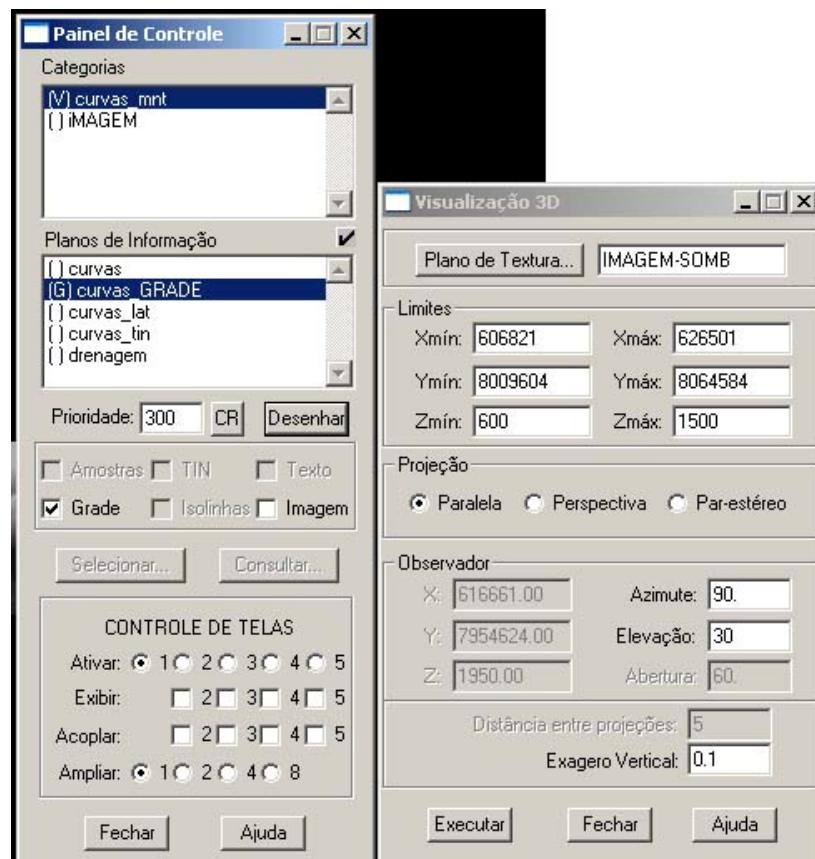 Painel de Controle
Categorias
(V) curvas_mnt
( ) iMAGEM
Planos de Informação
( ) curvas
(G) curvas_GRADE
( ) curvas_lat
( ) curvas_tin
( ) drenagem
Prioridade: 300 CR Desenhar
Amostras TIN Texto
Grade Isolinhas Imagem
Selecionar... Consultar...
CONTROLE DE TELAS
Ativar: 1 2 3 4 5
Exibir: 2 3 4 5
Acoplar: 2 3 4 5
Ampliar: 1 2 4 8
Fechar Ajuda
Visualização 3D
Plano de Textura... IMAGEM-SOMB
Limites
Xmín: 606821 Xmáx: 626501
Ymín: 8009604 Ymáx: 8064584
Zmín: 600 Zmáx: 1500
Projeção
Paralela Perspectiva Par-estéreo
Observador
X: 616661.00 Azimute: 90.
Y: 7954624.00 Elevação: 30
Z: 1950.00 Abertura: 60.
Distância entre projeções: 5
Exagero Vertical: 0.1
Executar Fechar Ajuda